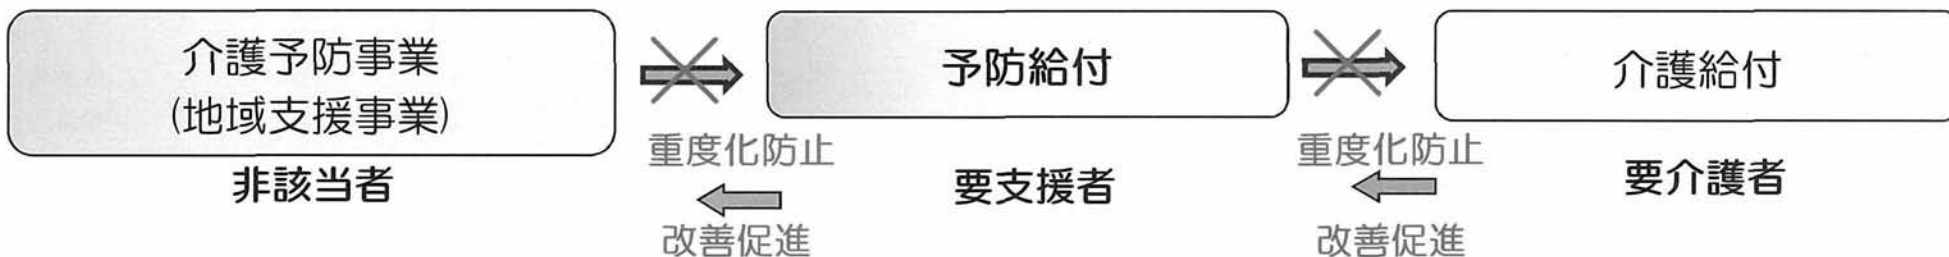 介護予防事業
(地域支援事業)
非該当者
重度化防止
改善促進
予防給付
要支援者
重度化防止
改善促進
介護給付
要介護者